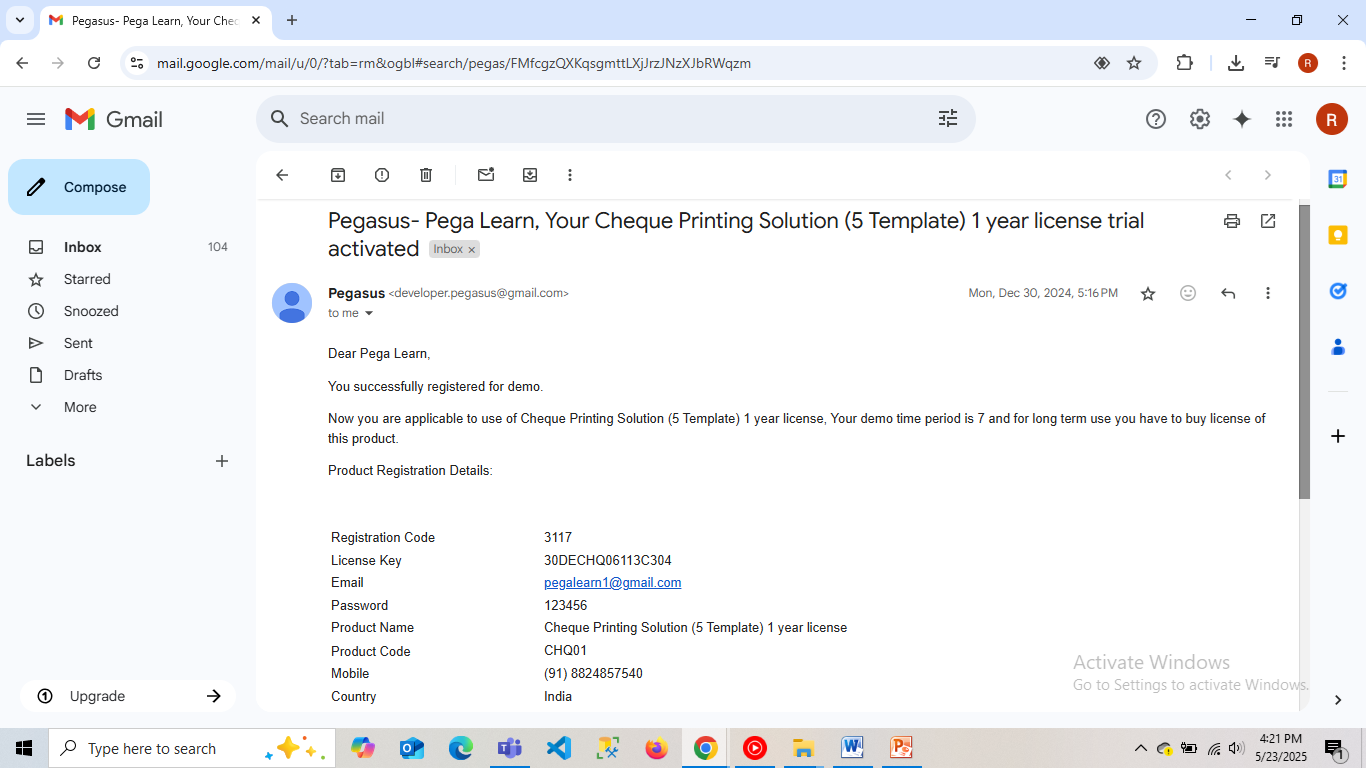 Pegasus- Pega Learn, Your Chec
mail.google.com/mail/u/0/?tab=rm&ogbl#search/pegas/FMfcgzQXKqsgmttLXjJrzJNzXJbRWqzm
R
Gmail
Search mail
R
Compose
Inbox 104
Starred
Snoozed
Sent
Drafts
More
Labels
Upgrade
31
Pegasus- Pega Learn, Your Cheque Printing Solution (5 Template) 1 year license trial
activated Inbox ×
Pegasus <developer.pegasus@gmail.com> Mon, Dec 30, 2024, 5:16 PM
to me
Dear Pega Learn,
You successfully registered for demo.
Now you are applicable to use of Cheque Printing Solution (5 Template) 1 year license, Your demo time period is 7 and for long term use you have to buy license of
this product.
Product Registration Details:
Registration Code 3117
License Key 30DECHQ06113C304
Email pegalearn1@gmail.com
Password 123456
Product Name Cheque Printing Solution (5 Template) 1 year license
Product Code CHQ01
Mobile (91) 8824857540
Country India
Activate Windows
Go to Settings to activate Windows.
Type here to search
4:21 PM
5/23/2025
1